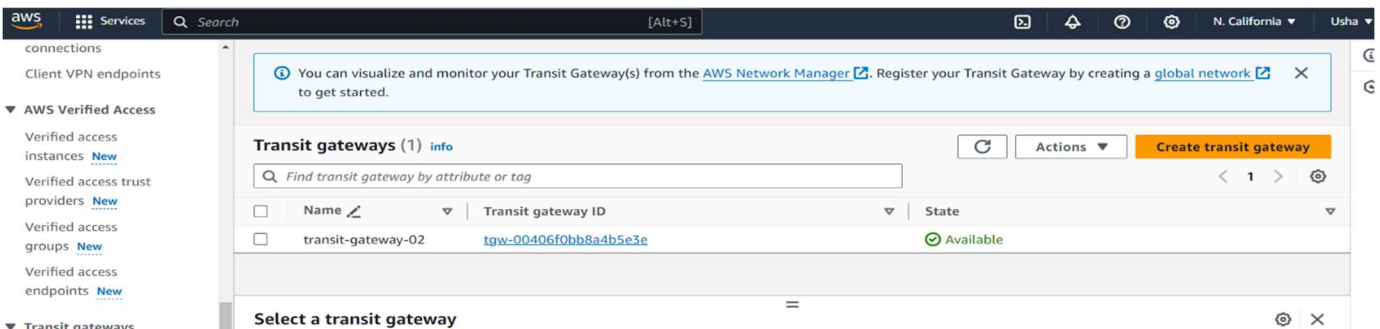 aws
Services
Search
[Alt+S]
N. California
Usha
connections
Client VPN endpoints
AWS Verified Access
Verified access
instances New
Verified access trust
providers New
Verified access
groups New
Verified access
endpoints New
Transit gateways
You can visualize and monitor your Transit Gateway(s) from the AWS Network Manager. Register your Transit Gateway by creating a global network
to get started.
Transit gateways (1) info
Actions
Create transit gateway
Find transit gateway by attribute or tag
1
Name
Transit gateway ID
State
transit-gateway-02
tgw-00406f0bb8a4b5e3e
Available
Select a transit gateway